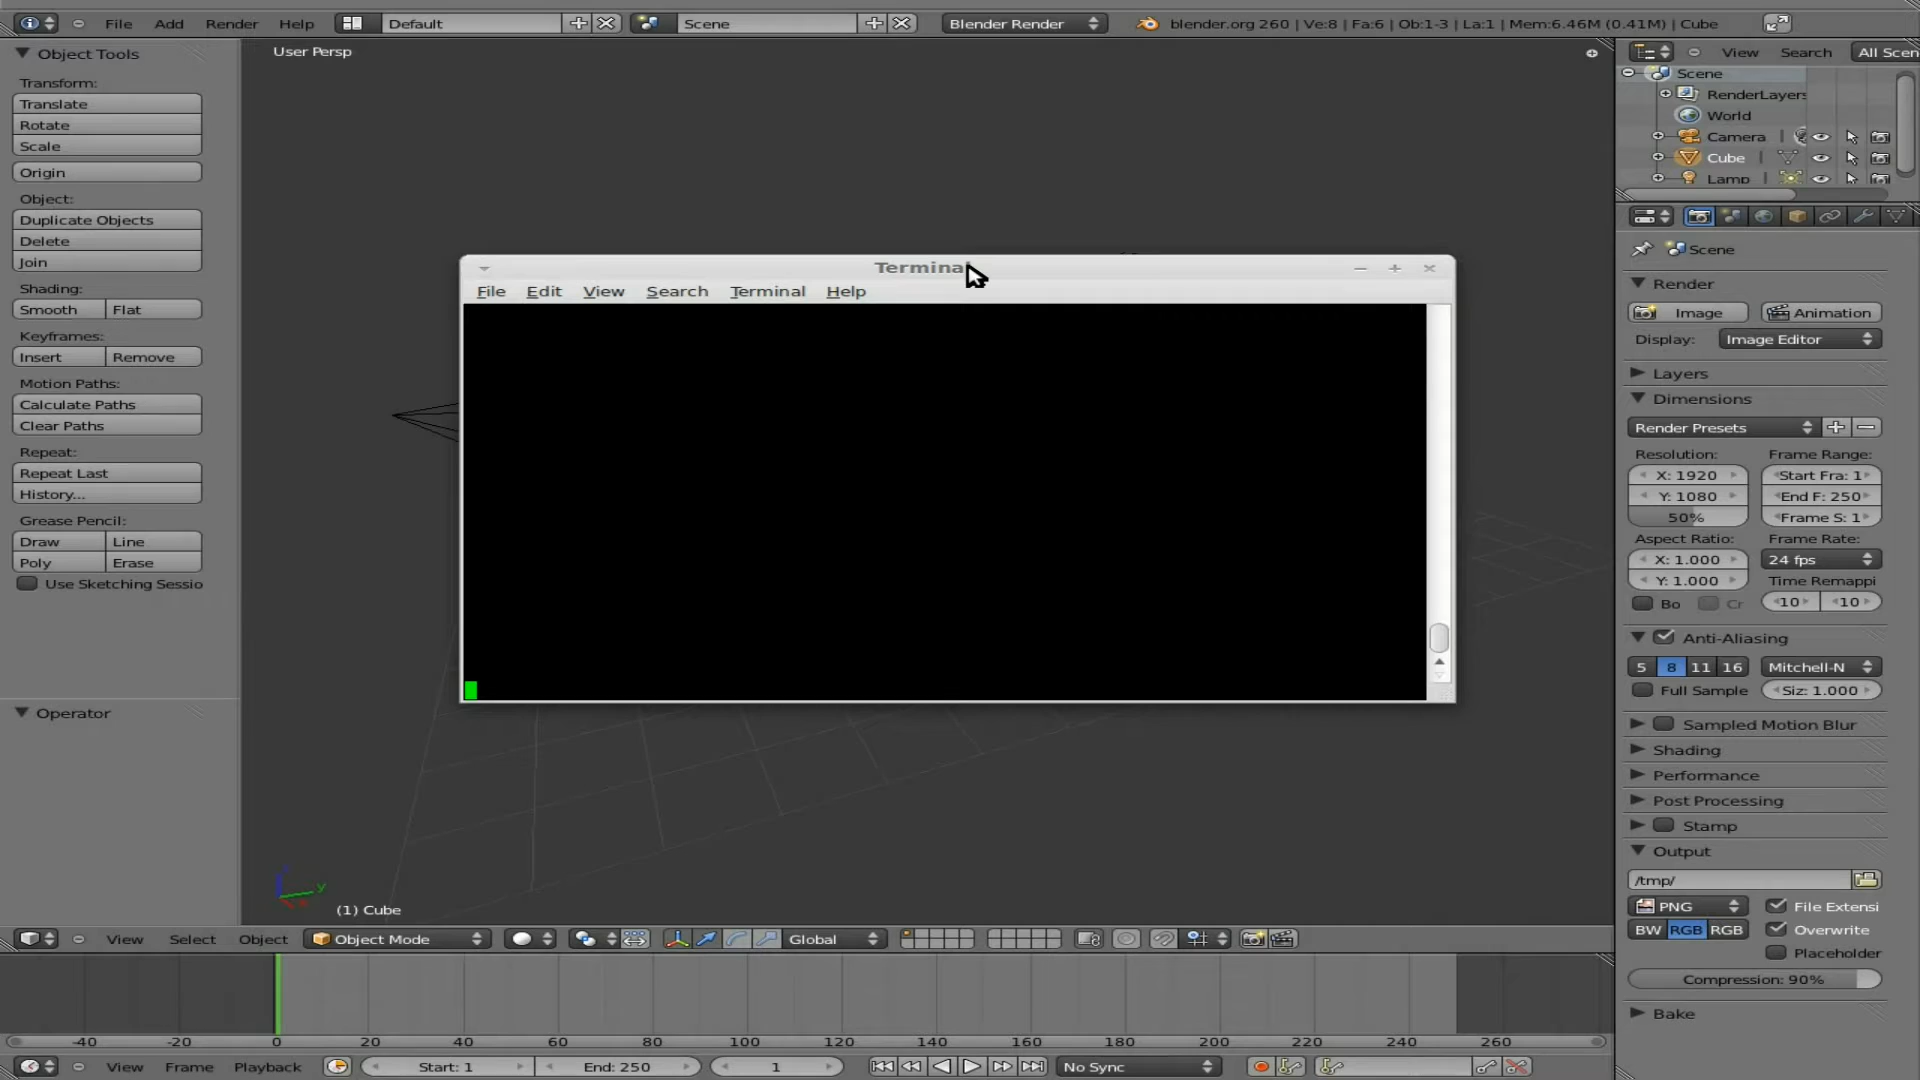 File Add Render Help Default Scene Blender Render blender.org 260 | Ve:8 | Fa:6 | Ob:1-3 | La:1 | Mem:6.46M (0.41M) | Cube
Object Tools
Transform:
Translate
Rotate
Scale
Origin
Object:
Duplicate Objects
Delete
Join
Shading:
Smooth Flat
Keyframes:
Insert Remove
Motion Paths:
Calculate Paths
Clear Paths
Repeat:
Repeat Last
History...
Grease Pencil:
Draw Line
Poly Erase
Use Sketching Sessio
Operator
User Persp
Terminal
File Edit View Search Terminal Help
y
(1) Cube
View Select Object Object Mode Global
-40 -20 0 20 40 60 80 100 120 140 160 180 200 220 240 260
View Frame Playback Start: 1 End: 250 1 No Sync
View Search All Scen
Scene
RenderLayers
World
Camera |
Cube |
Lamp |
Scene
Render
Image Animation
Display: Image Editor
Layers
Dimensions
Render Presets
Resolution: Frame Range:
X: 1920 Start Fra: 1
Y: 1080 End F: 250
50% Frame S: 1
Aspect Ratio: Frame Rate:
X: 1.000 24 fps
Y: 1.000 Time Remappi
Bo Cr 10 10
Anti-Aliasing
5 8 11 16 Mitchell-N
Full Sample Siz: 1.000
Sampled Motion Blur
Shading
Performance
Post Processing
Stamp
Output
/tmp/
PNG File Extensi
BW RGB RGB Overwrite
Placeholder
Compression: 90%
Bake